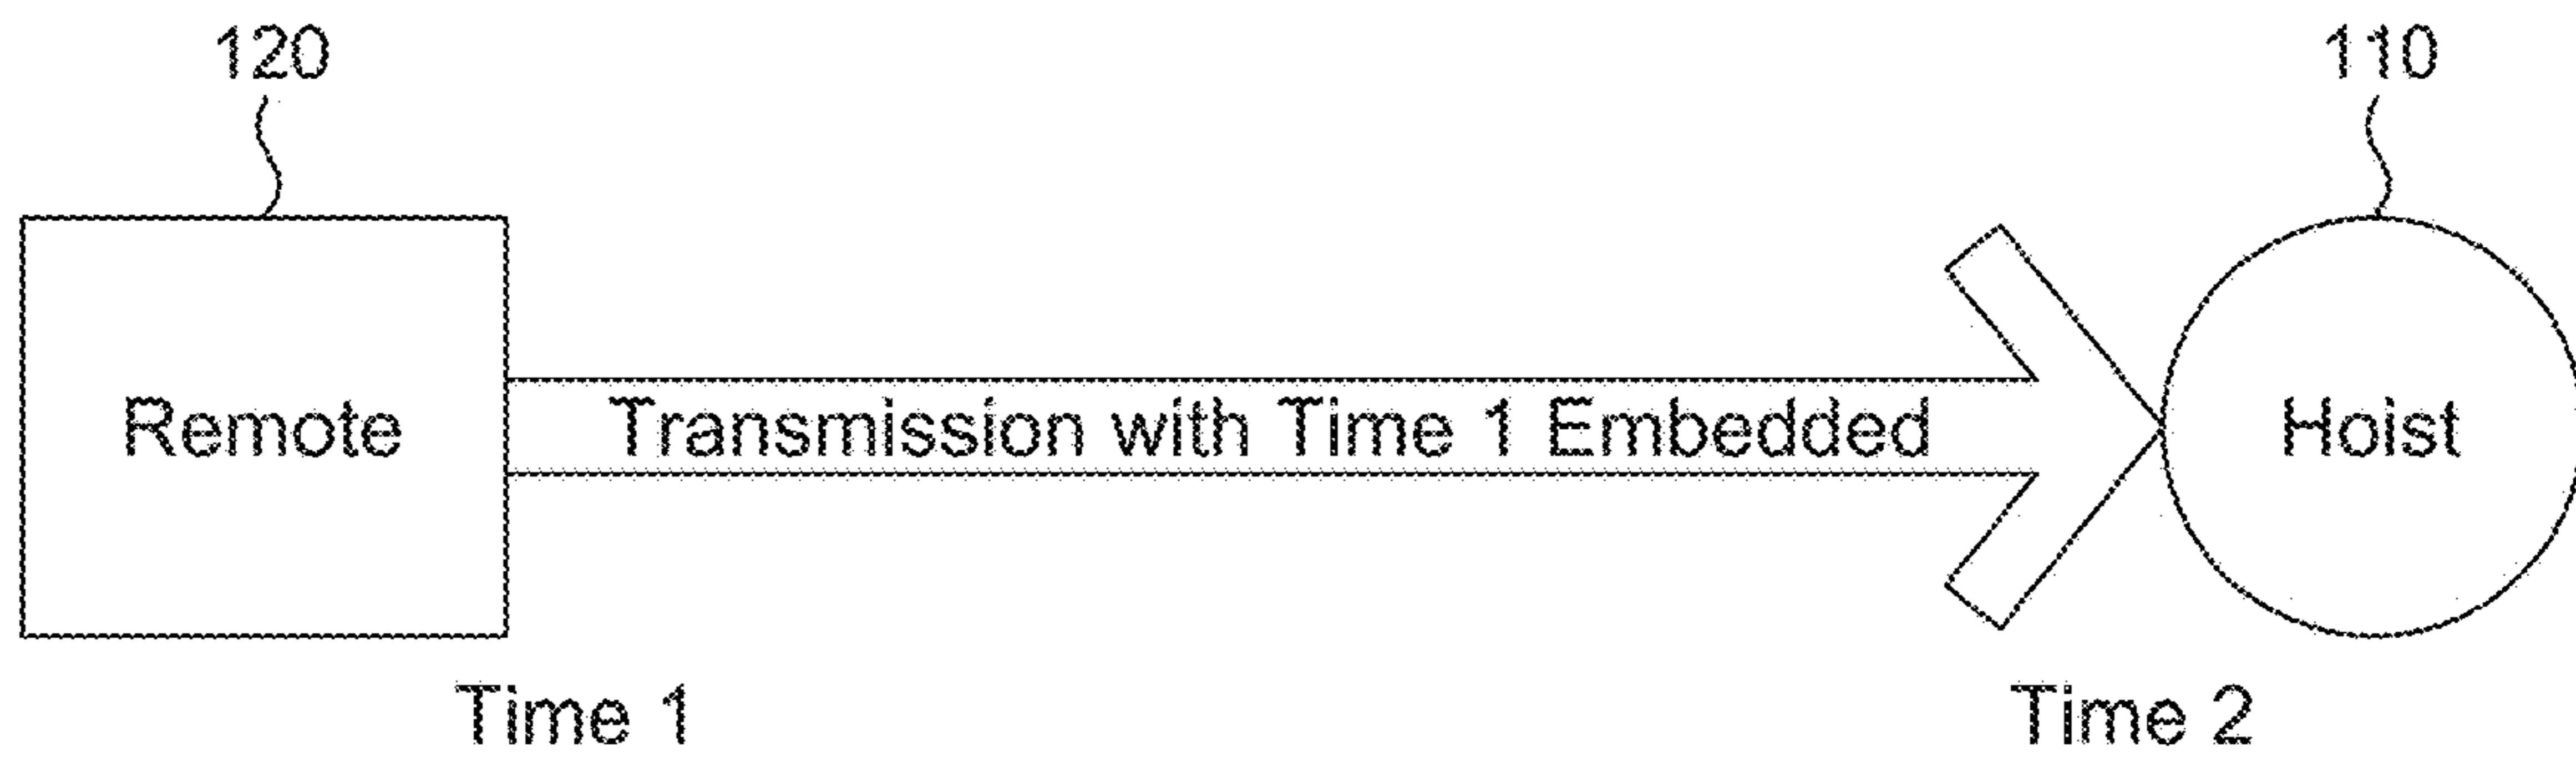 120
110
Remote
Transmission with Time 1 Embedded
Hoist
Time 1
Time 2